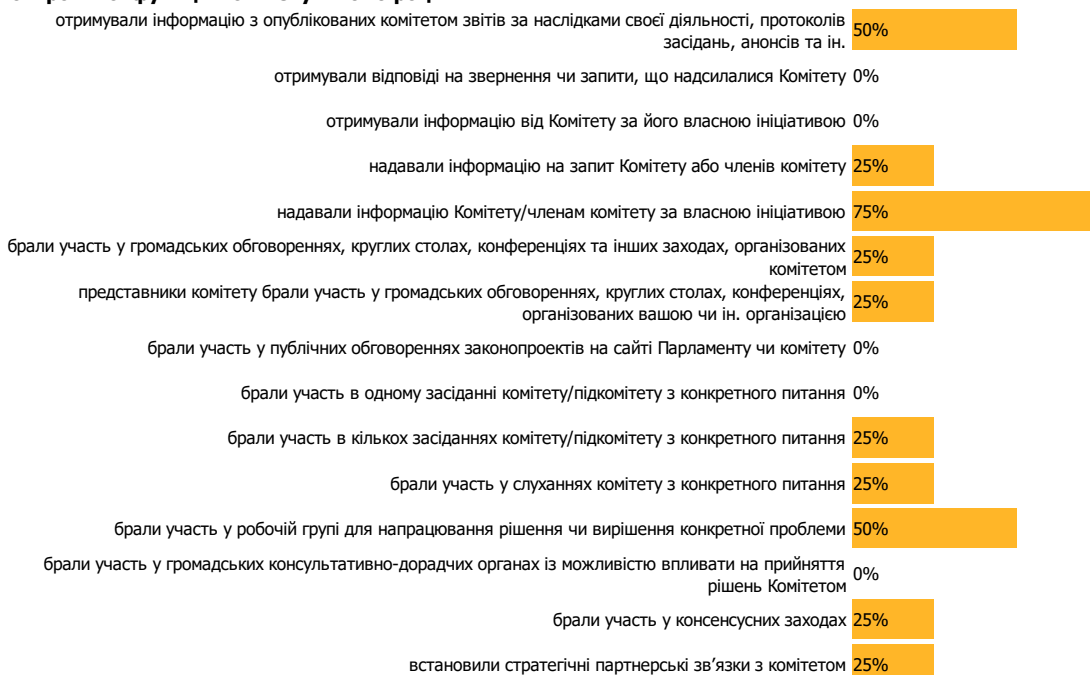 отримували інформацію з опублікованих комітетом звітів за наслідками своєї діяльності, протоколів
засідань, анонсів та ін.
50%
отримували відповіді на звернення чи запити, що надсилалися Комітету 0%
отримували інформацію від Комітету за його власною ініціативою 0%
надавали інформацію на запит Комітету або членів комітету 25%
надавали інформацію Комітету/членам комітету за власною ініціативою 75%
брали участь у громадських обговореннях, круглих столах, конференціях та інших заходах, організованих
комітетом
25%
представники комітету брали участь у громадських обговореннях, круглих столах, конференціях,
організованих вашою чи ін. організацією
25%
брали участь у публічних обговореннях законопроектів на сайті Парламенту чи комітету 0%
брали участь в одному засіданні комітету/підкомітету з конкретного питання 0%
брали участь в кількох засіданнях комітету/підкомітету з конкретного питання 25%
брали участь у слуханнях комітету з конкретного питання 25%
брали участь у робочій групі для напрацювання рішення чи вирішення конкретної проблеми 50%
брали участь у громадських консультативно-дорадчих органах із можливістю впливати на прийняття
рішень Комітетом
0%
брали участь у консенсусних заходах 25%
встановили стратегічні партнерські зв’язки з комітетом 25%